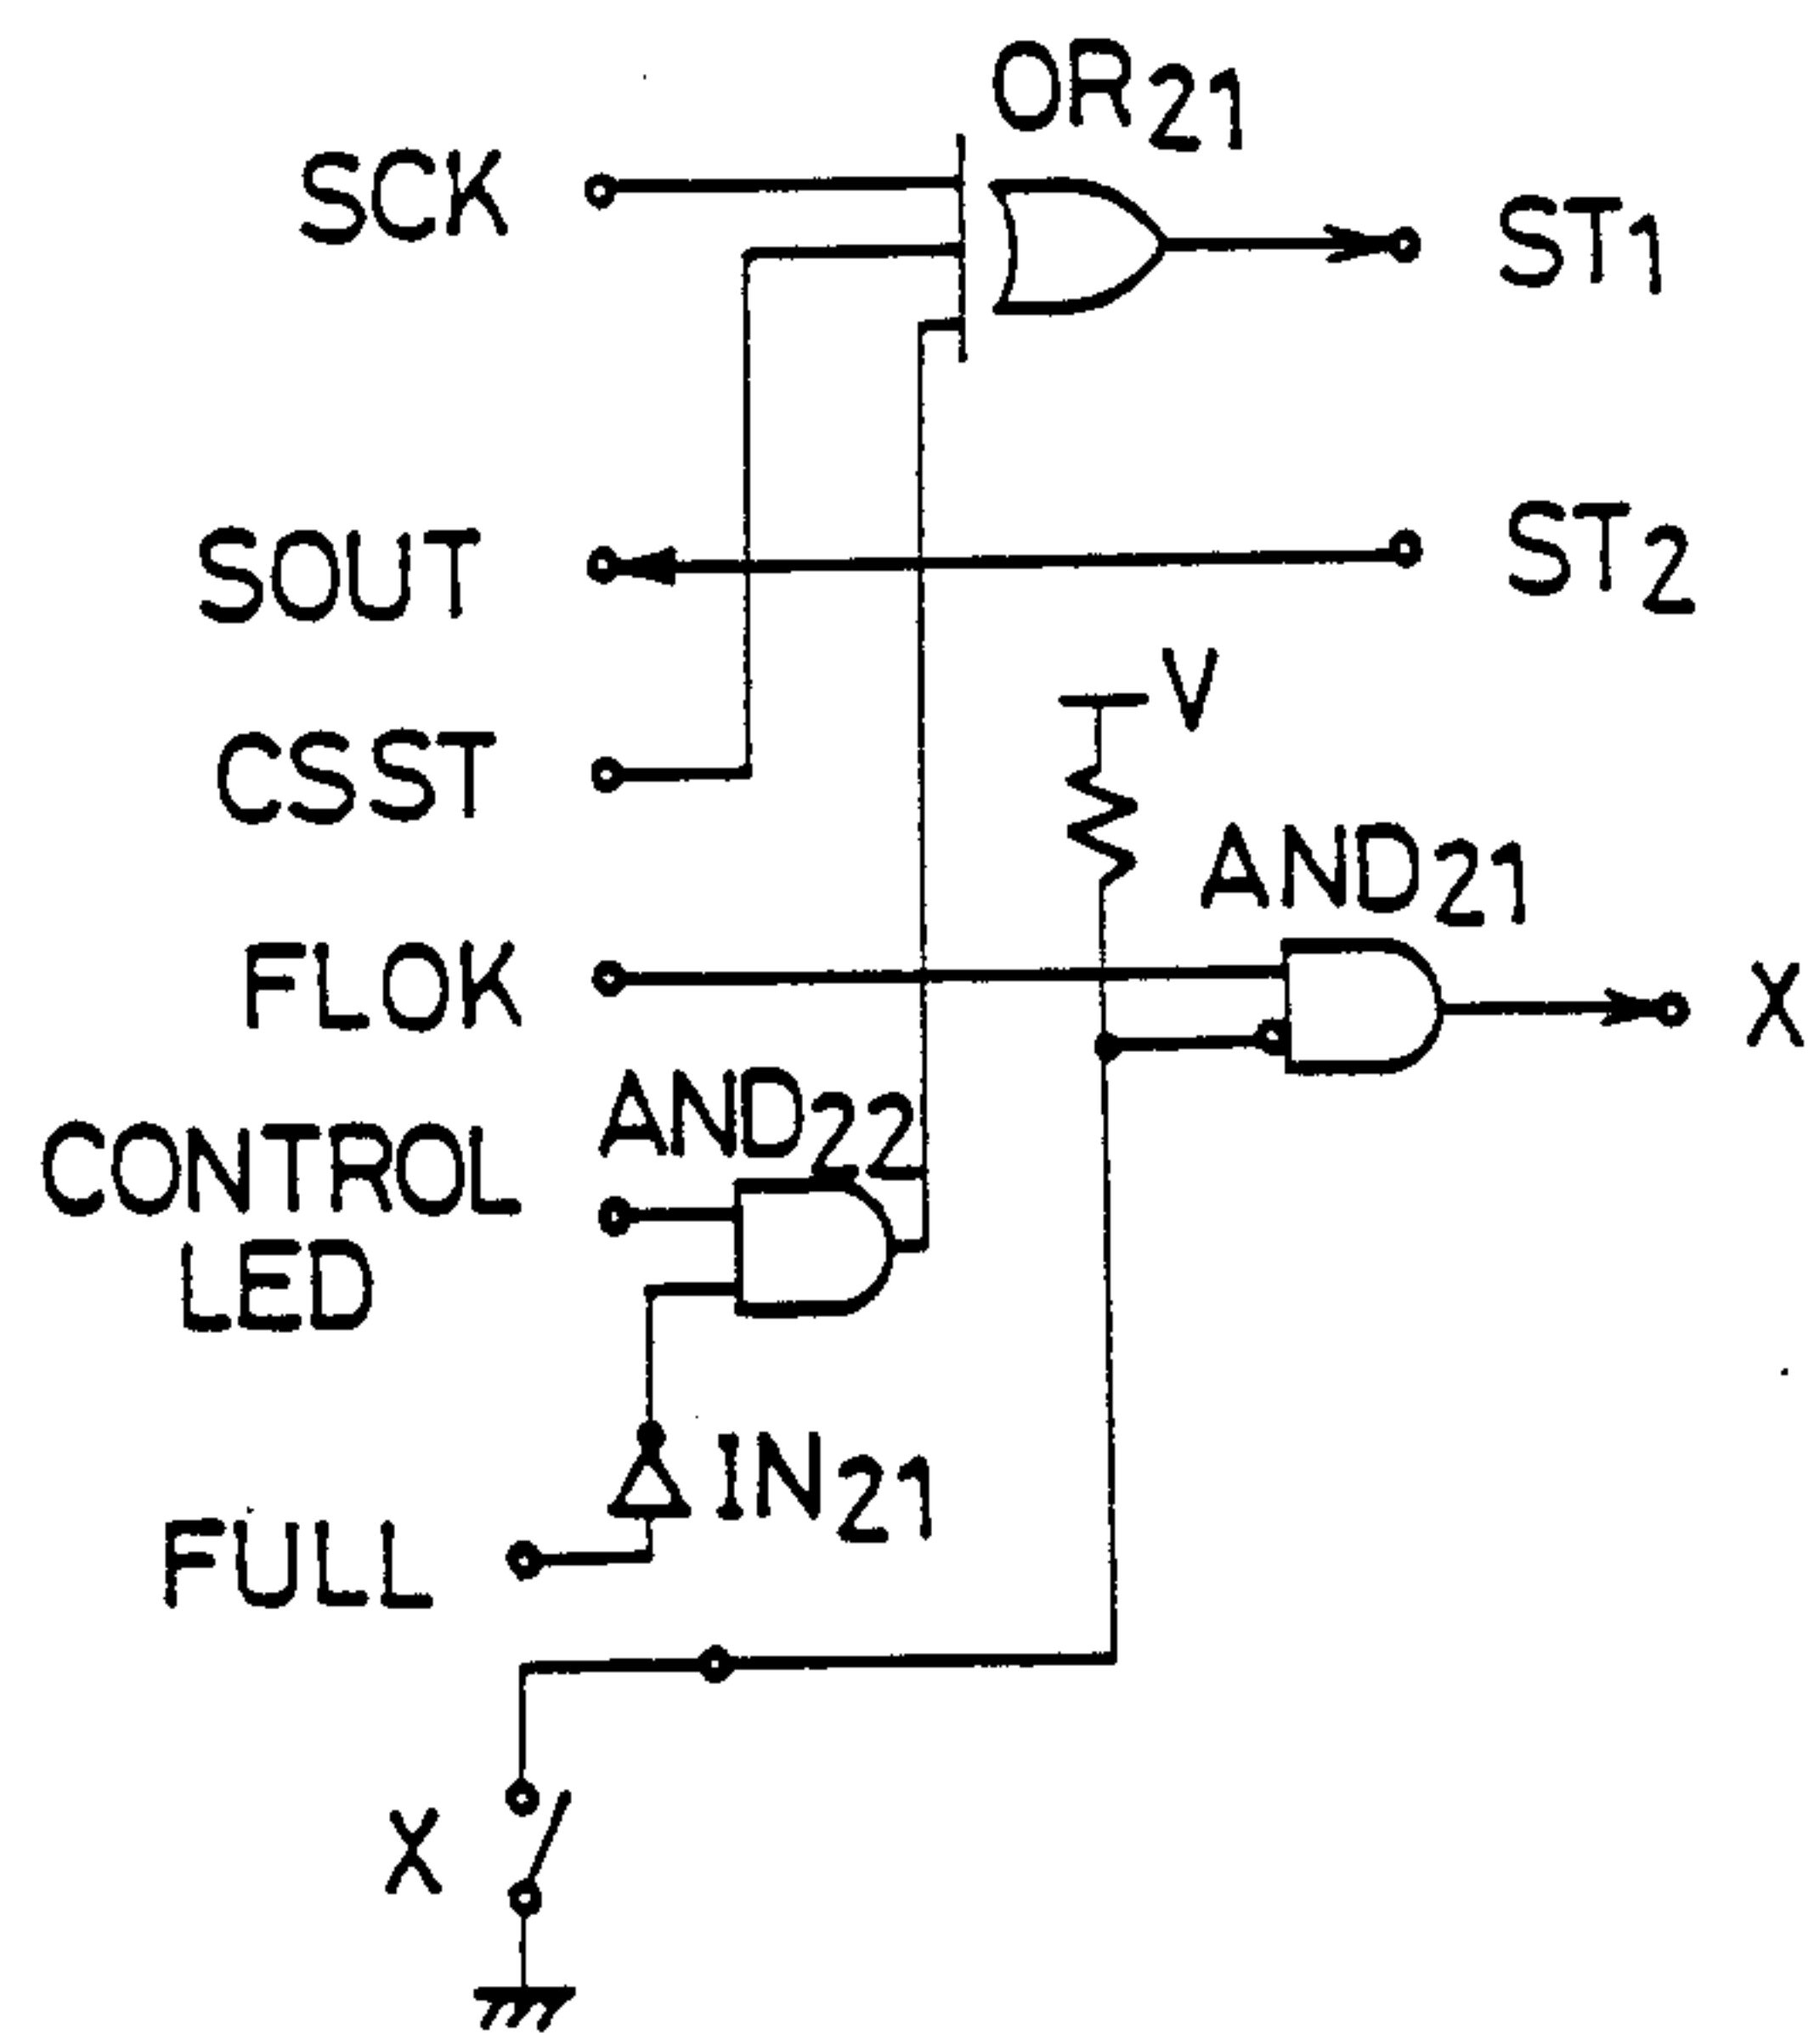 OR21
SCK
ST1
SOUT
ST2
CSST
V
AND21
FLOK
X
AND22
CONTROL
LED
IN21
FULL
X